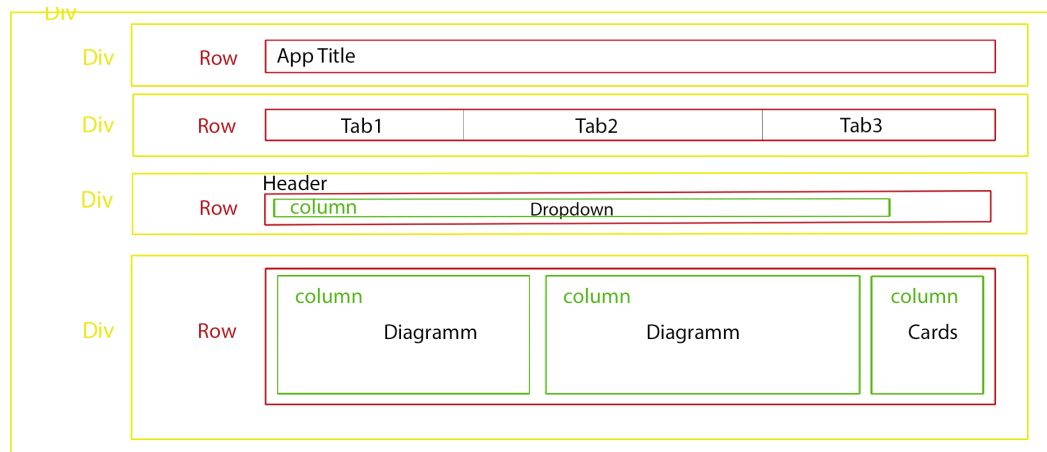 Div
Div Row App Title
Div Row Tab1 Tab2 Tab3
Header
Div Row column Dropdown
column column column
Div Row Diagramm Diagramm Cards